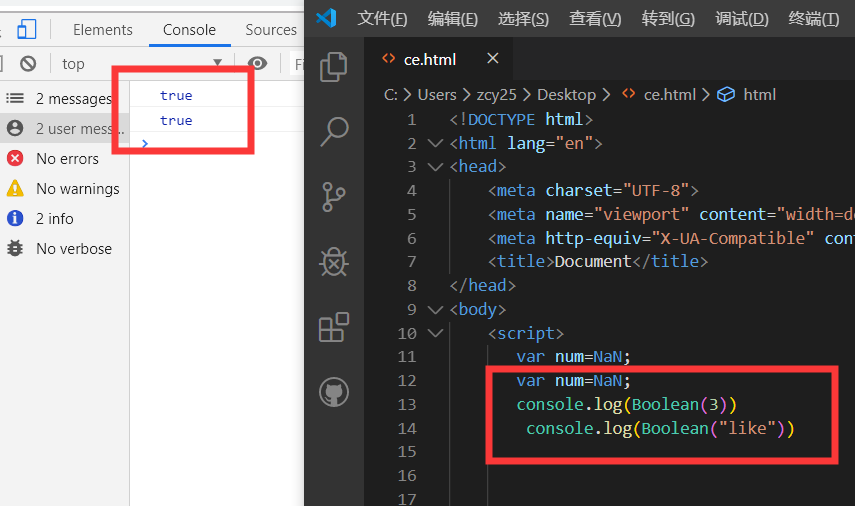 Elements Console Sources
top Fi
2 messages
2 user mess...
No errors
No warnings
2 info
No verbose
true
true
文件(F) 编辑(E) 选择(S) 查看(V) 转到(G) 调试(D) 终端(T)
ce.html
C: > Users > zcy25 > Desktop > ce.html > html
1 <!DOCTYPE html>
2 <html lang="en">
3 <head>
4 <meta charset="UTF-8">
5 <meta name="viewport" content="width=de
6 <meta http-equiv="X-UA-Compatible" cont
7 <title>Document</title>
8 </head>
9 <body>
10 <script>
11 var num=NaN;
12 var num=NaN;
13 console.log(Boolean(3))
14 console.log(Boolean("like"))
15
16
17